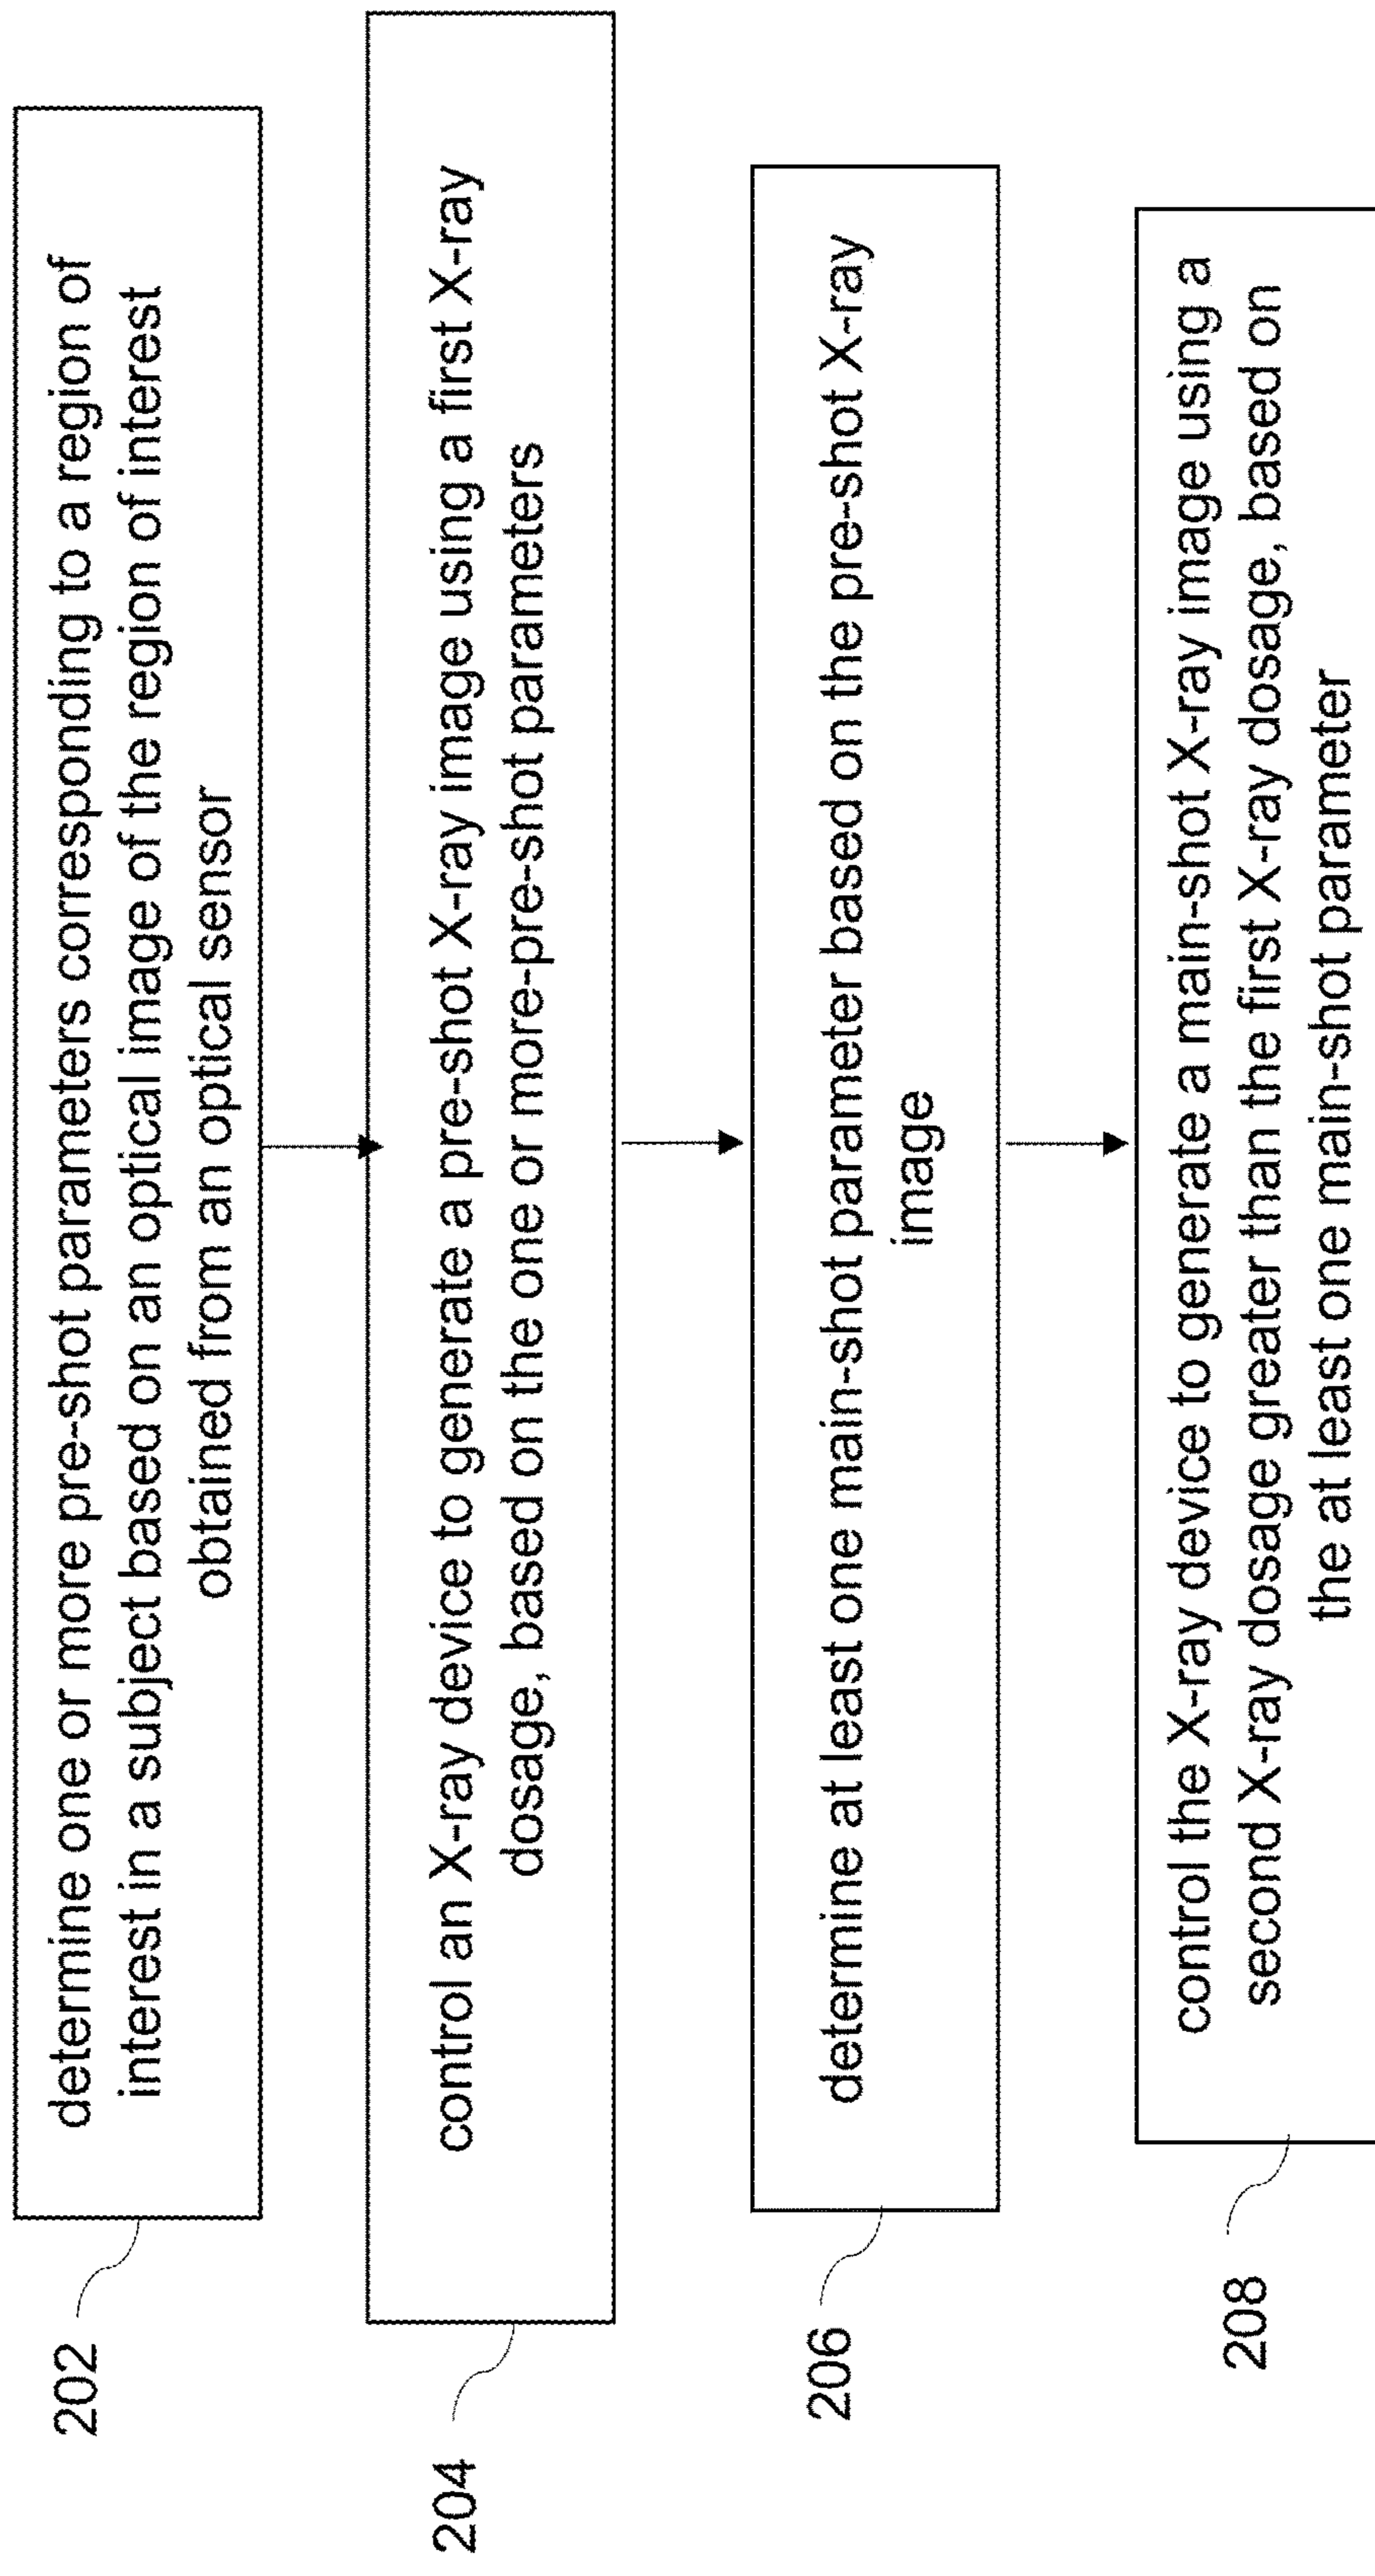 202
determine one or more pre-shot parameters corresponding to a region of
interest in a subject based on an optical image of the region of interest
obtained from an optical sensor
204
control an X-ray device to generate a pre-shot X-ray image using a first X-ray
dosage, based on the one or more-pre-shot parameters
206
determine at least one main-shot parameter based on the pre-shot X-ray
image
208
control the X-ray device to generate a main-shot X-ray image using a
second X-ray dosage greater than the first X-ray dosage, based on
the at least one main-shot parameter